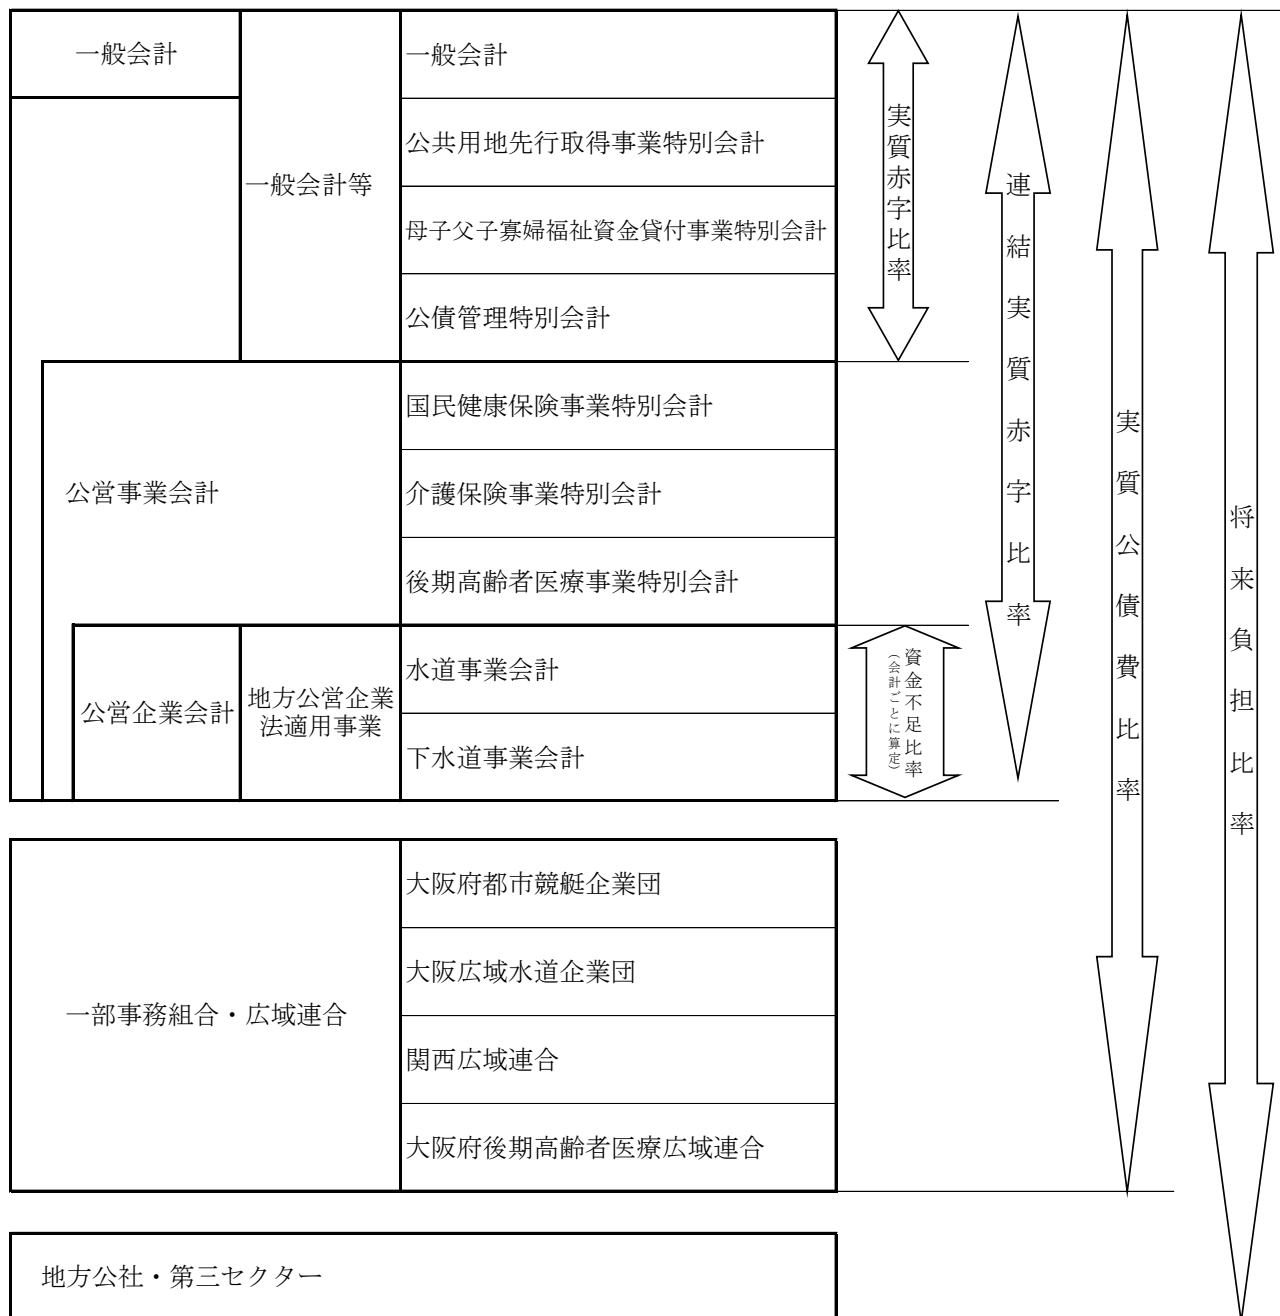 一般会計
一般会計等
一般会計
公共用地先行取得事業特別会計
母子父子寡婦福祉資金貸付事業特別会計
公債管理特別会計
公営事業会計
国民健康保険事業特別会計
介護保険事業特別会計
後期高齢者医療事業特別会計
公営企業会計
地方公営企業
法適用事業
水道事業会計
下水道事業会計
一部事務組合・広域連合
大阪府都市競艇企業団
大阪広域水道企業団
関西広域連合
大阪府後期高齢者医療広域連合
地方公社・第三セクター
実質赤字比率
資金不足比率
（会計ごとに算定）
連結実質赤字比率
実質公債費比率
将来負担比率